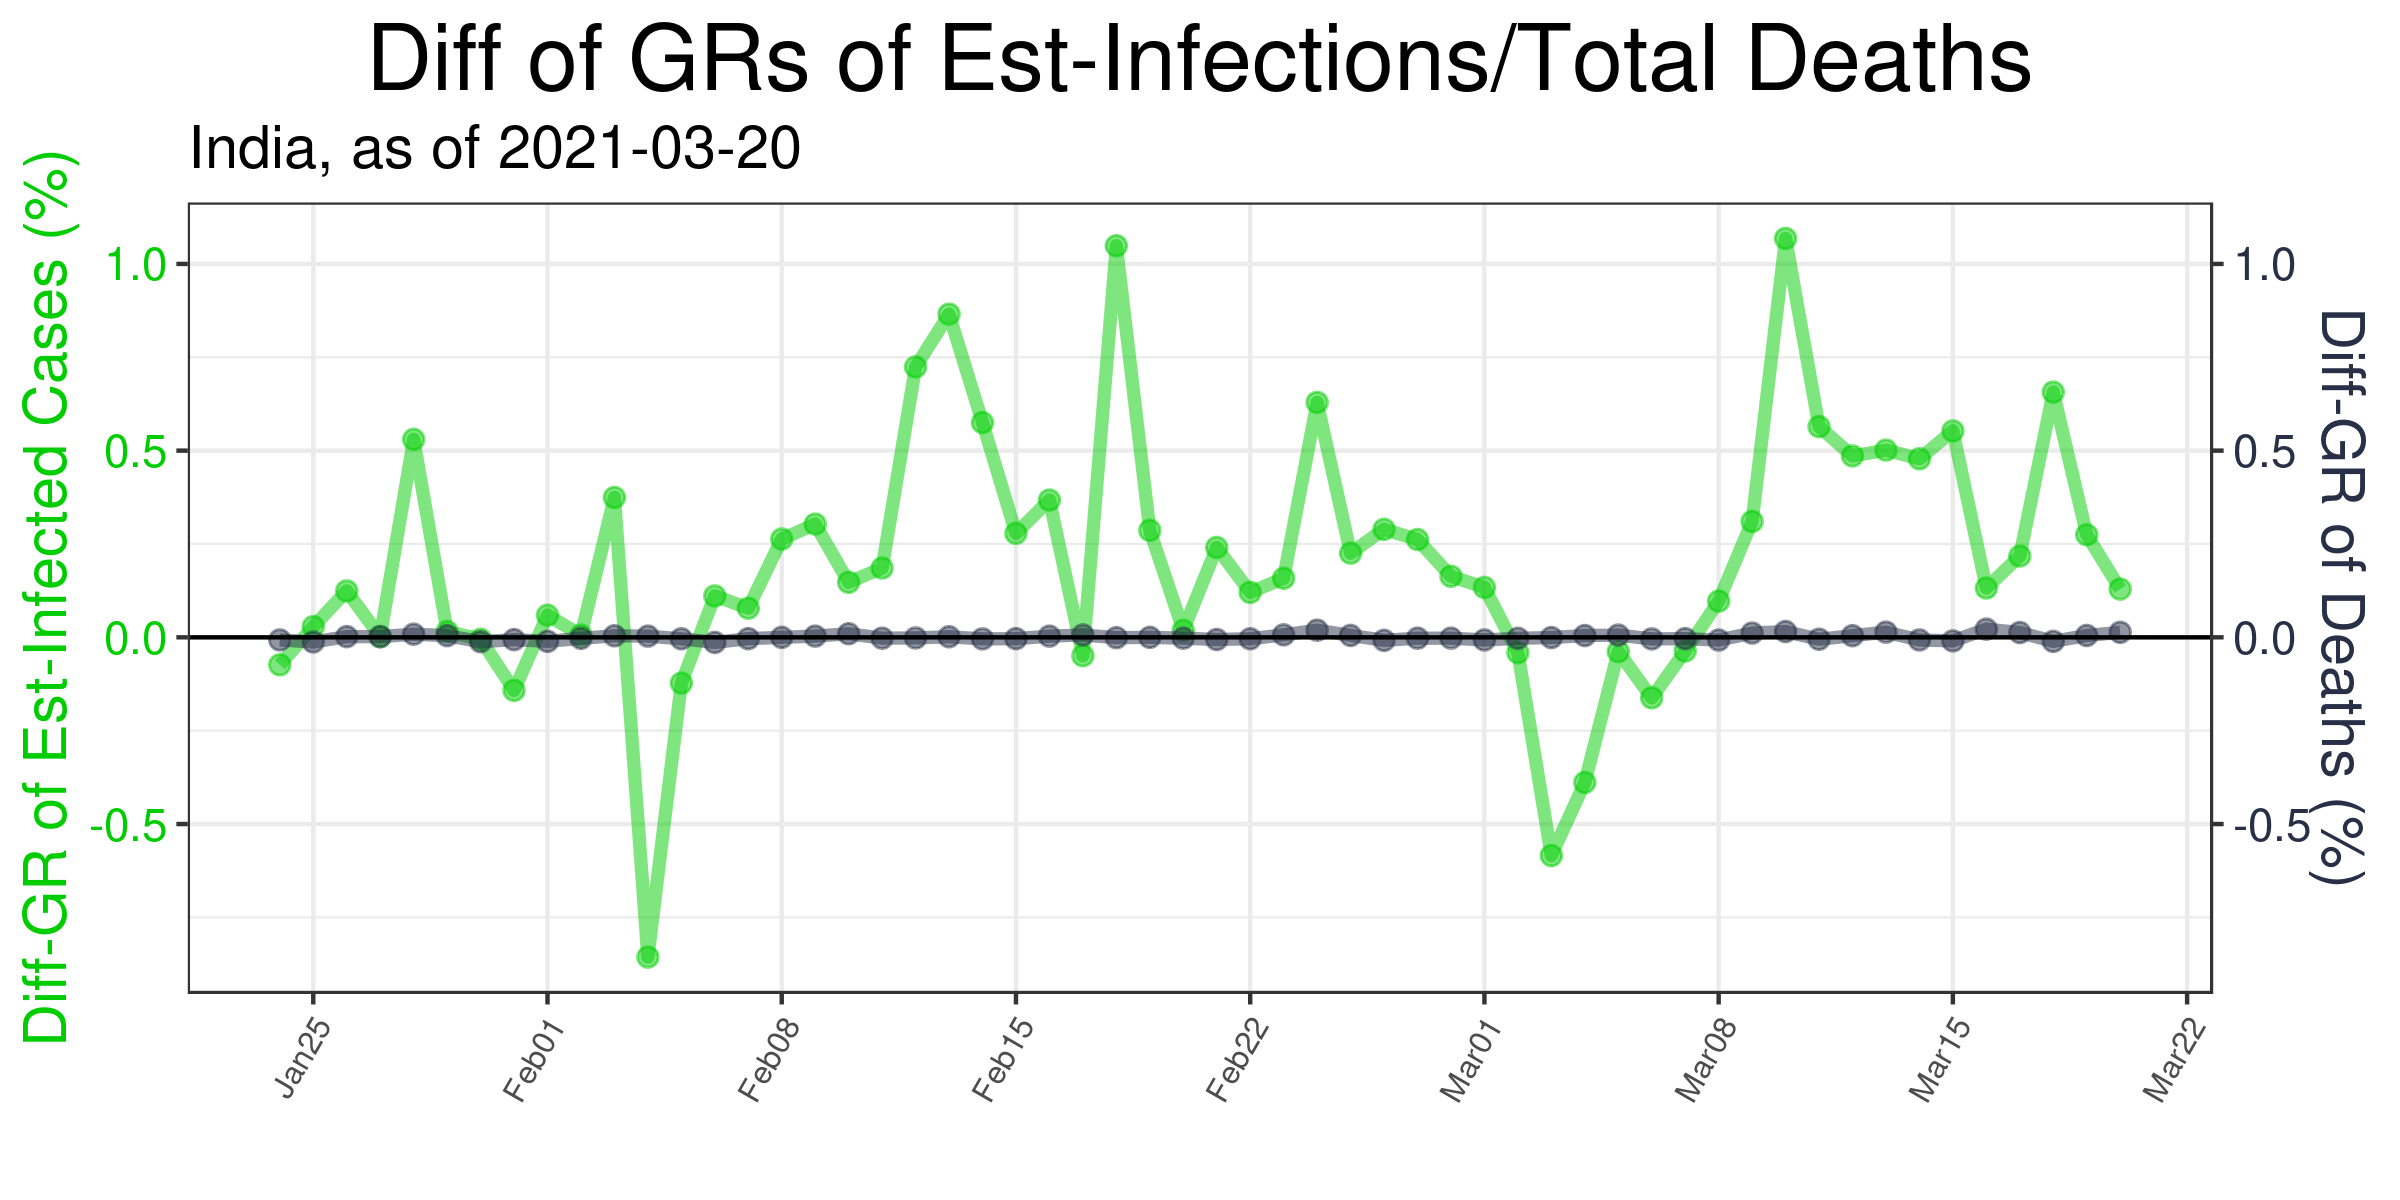 Diff of GRs of Est-Infections/Total Deaths
India, as of 2021-03-20
Diff-GR of Est-Infected Cases (%)
1.0
0.5
0.0
-0.5
1.0
0.5
0.0
-0.5
Diff-GR of Deaths (%)
Jan25
Feb01
Feb08
Feb15
Feb22
Mar01
Mar08
Mar15
Mar22